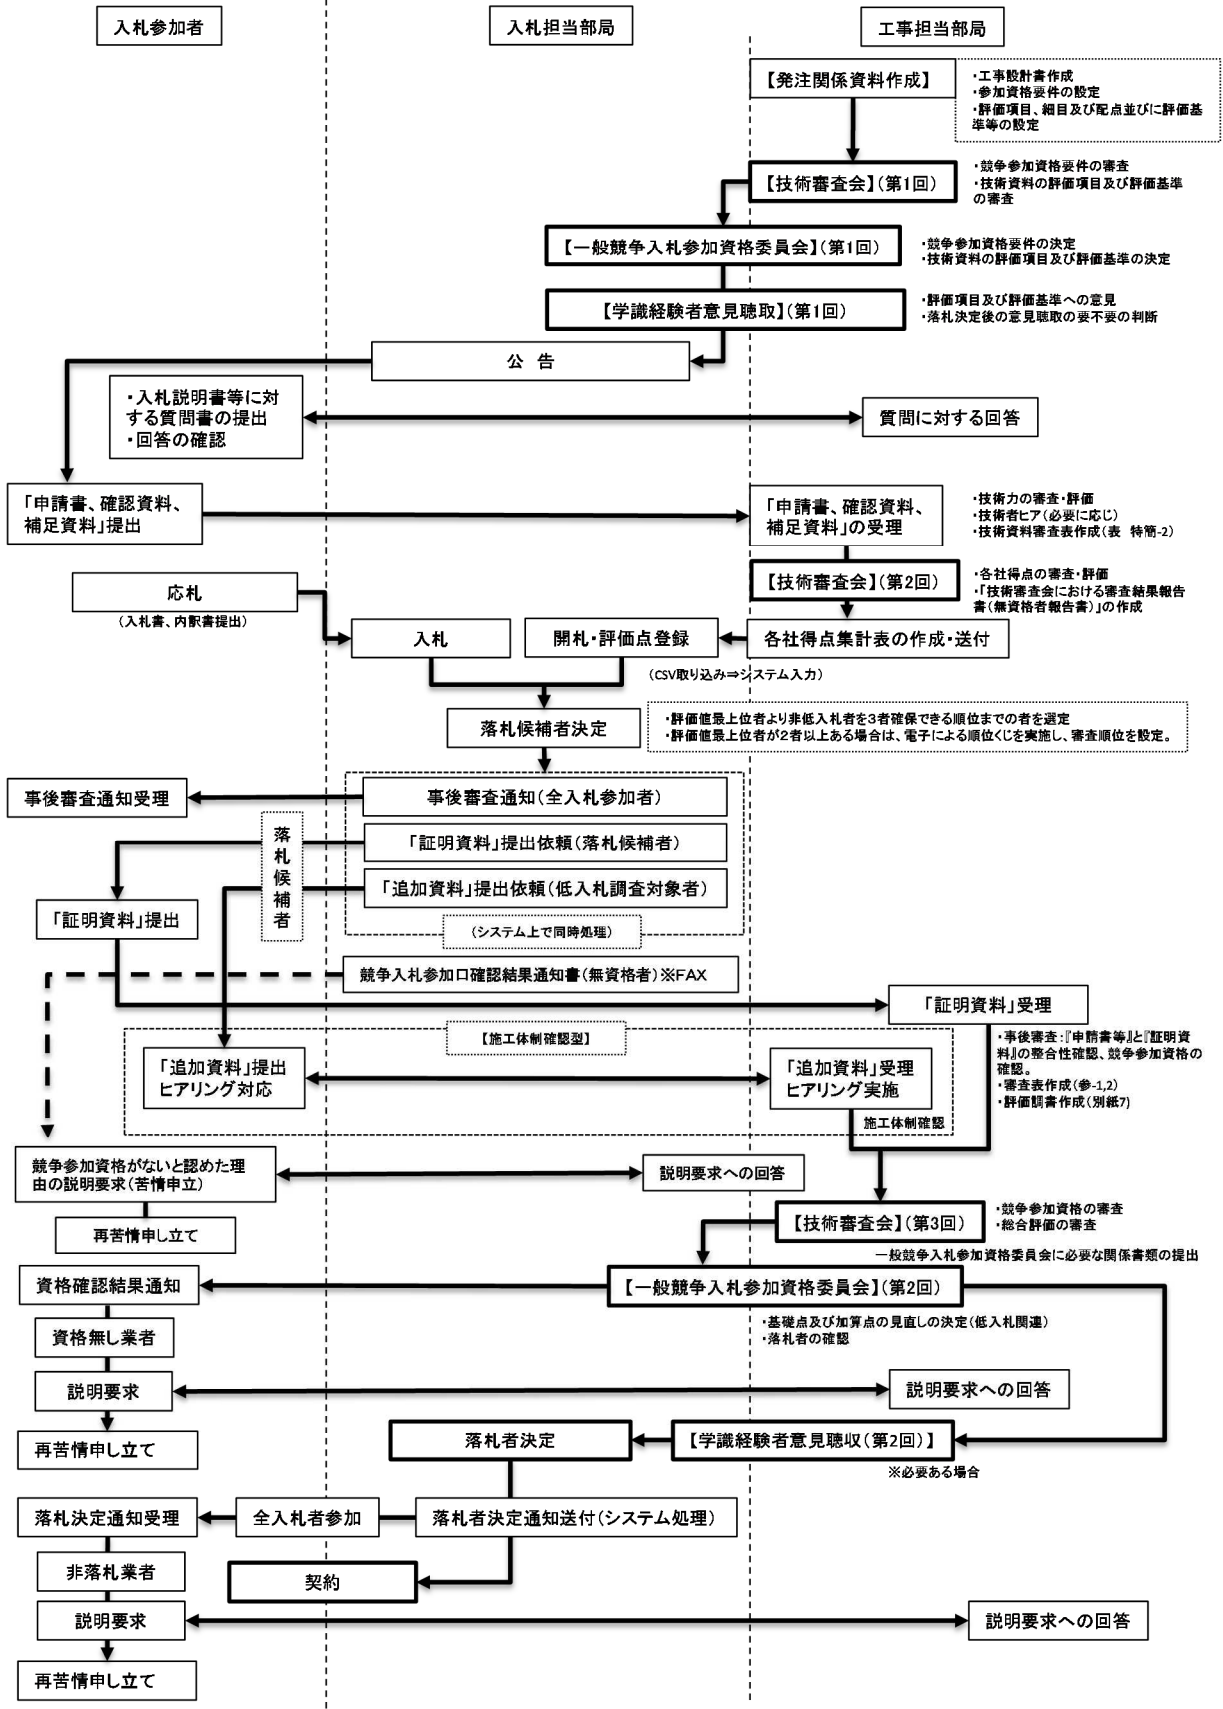 入札参加者
入札担当部局
工事担当部局
【発注関係資料作成】
・工事設計書作成
・参加資格要件の設定
・評価項目、細目及び配点並びに評価基
準等の設定
【技術審査会】(第1回)
・競争参加資格要件の審査
・技術資料の評価項目及び評価基準
の審査
【一般競争入札参加資格委員会】(第1回)
・競争参加資格要件の決定
・技術資料の評価項目及び評価基準の決定
【学識経験者意見聴取】(第1回)
・評価項目及び評価基準への意見
・落札決定後の意見聴取の要不要の判断
公 告
・入札説明書等に対
する質問書の提出
・回答の確認
質問に対する回答
「申請書、確認資料、
補足資料」提出
「申請書、確認資料、
補足資料」の受理
・技術力の審査・評価
・技術者ヒア(必要に応じ)
・技術資料審査表作成(表 特簡-2)
【技術審査会】(第2回)
・各社得点の審査・評価
・「技術審査会における審査結果報告
書(無資格者報告書)」の作成
応札
(入札書、内訳書提出)
入札
開札・評価点登録
各社得点集計表の作成・送付
(CSV取り込み⇒システム入力)
落札候補者決定
・評価値最上位者より非低入札者を3者確保できる順位までの者を選定
・評価値最上位者が2者以上ある場合は、電子による順位くじを実施し、審査順位を設定。
事後審査通知受理
事後審査通知(全入札参加者)
落札候補者
「証明資料」提出依頼(落札候補者)
「追加資料」提出依頼(低入札調査対象者)
「証明資料」提出
(システム上で同時処理)
競争入札参加口確認結果通知書(無資格者)※FAX
「証明資料」受理
【施工体制確認型】
・事後審査:『申請書等』と『証明資
料』の整合性確認、競争参加資格の
確認。
・審査表作成(参-1,2)
・評価調書作成(別紙7)
「追加資料」提出
ヒアリング対応
「追加資料」受理
ヒアリング実施
施工体制確認
競争参加資格がないと認めた理
由の説明要求(苦情申立)
説明要求への回答
再苦情申し立て
【技術審査会】(第3回)
・競争参加資格の審査
・総合評価の審査
一般競争入札参加資格委員会に必要な関係書類の提出
資格確認結果通知
【一般競争入札参加資格委員会】(第2回)
・基礎点及び加算点の見直しの決定(低入札関連)
・落札者の確認
資格無し業者
説明要求
説明要求への回答
再苦情申し立て
落札者決定
【学識経験者意見聴収(第2回)】
※必要ある場合
落札決定通知受理
全入札者参加
落札者決定通知送付(システム処理)
非落札業者
契約
説明要求
説明要求への回答
再苦情申し立て